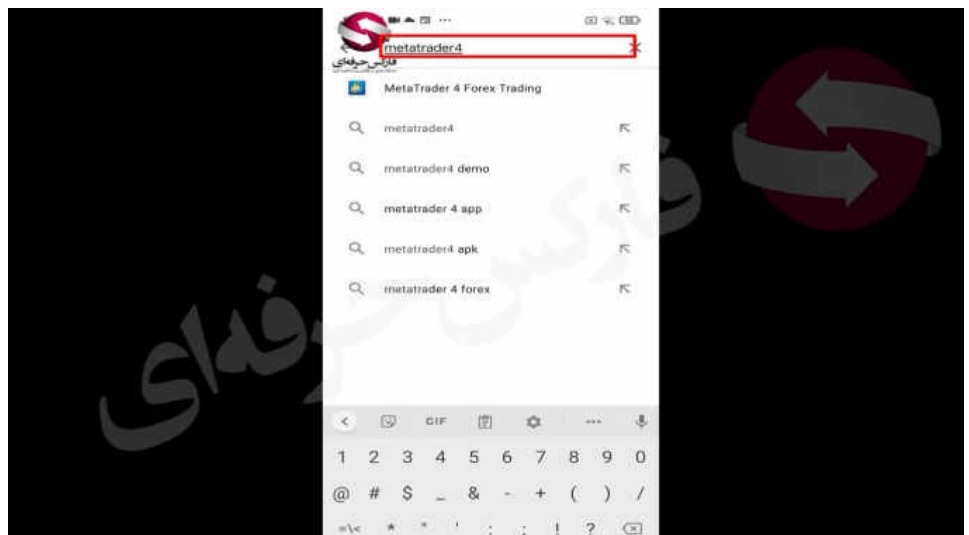 metatrader4
فارکس حرفه‌ای
MetaTrader 4 Forex Trading
metatrader4
metatrader4 demo
metatrader 4 app
metatrader4 apk
metatrader 4 forex
فارکس حرفه‌ای
GIF
1 2 3 4 5 6 7 8 9 0
@ # $ _ & - + ( ) /
=\< * " ' : ; ! ?